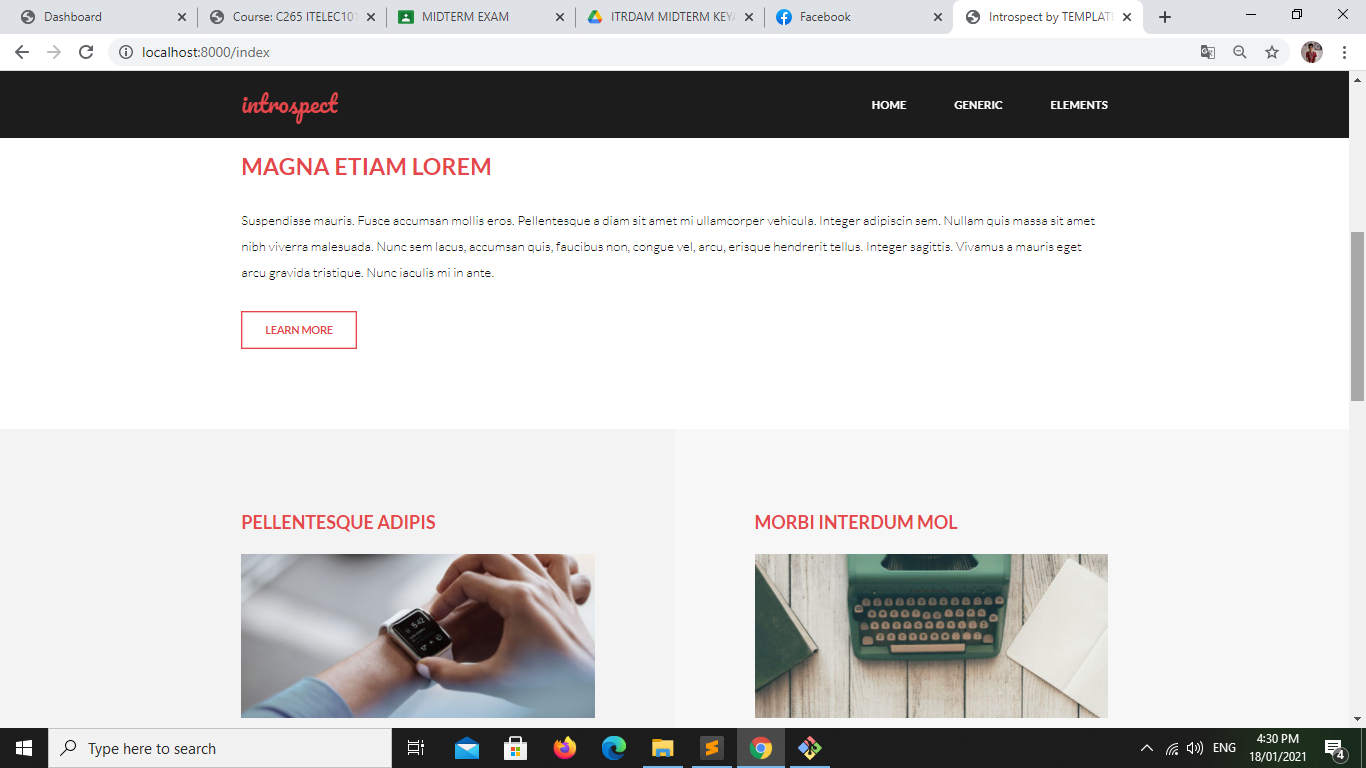 Dashboard
Course: C265 ITELEC101
MIDTERM EXAM
ITRDAM MIDTERM KEYA
Facebook
Introspect by TEMPLAT
localhost:8000/index
introspect
HOME
GENERIC
ELEMENTS
MAGNA ETIAM LOREM
Suspendisse mauris. Fusce accumsan mollis eros. Pellentesque a diam sit amet mi ullamcorper vehicula. Integer adipiscin sem. Nullam quis massa sit amet
nibh viverra malesuada. Nunc sem lacus, accumsan quis, faucibus non, congue vel, arcu, erisque hendrerit tellus. Integer sagittis. Vivamus a mauris eget
arcu gravida tristique. Nunc iaculis mi in ante.
LEARN MORE
PELLENTESQUE ADIPIS
MORBI INTERDUM MOL
5:42
Type here to search
ENG
4:30 PM
18/01/2021
4